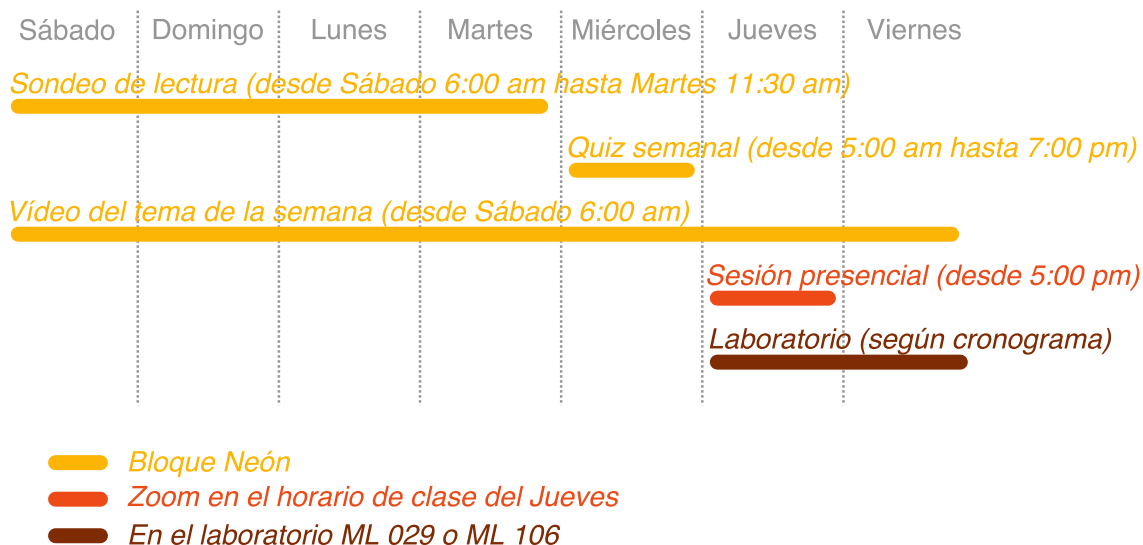 Sábado Domingo Lunes Martes Miércoles Jueves Viernes
Sondeo de lectura (desde Sábado 6:00 am hasta Martes 11:30 am)
Quiz semanal (desde 5:00 am hasta 7:00 pm)
Vídeo del tema de la semana (desde Sábado 6:00 am)
Sesión presencial (desde 5:00 pm)
Laboratorio (según cronograma)
Bloque Neón
Zoom en el horario de clase del Jueves
En el laboratorio ML 029 o ML 106